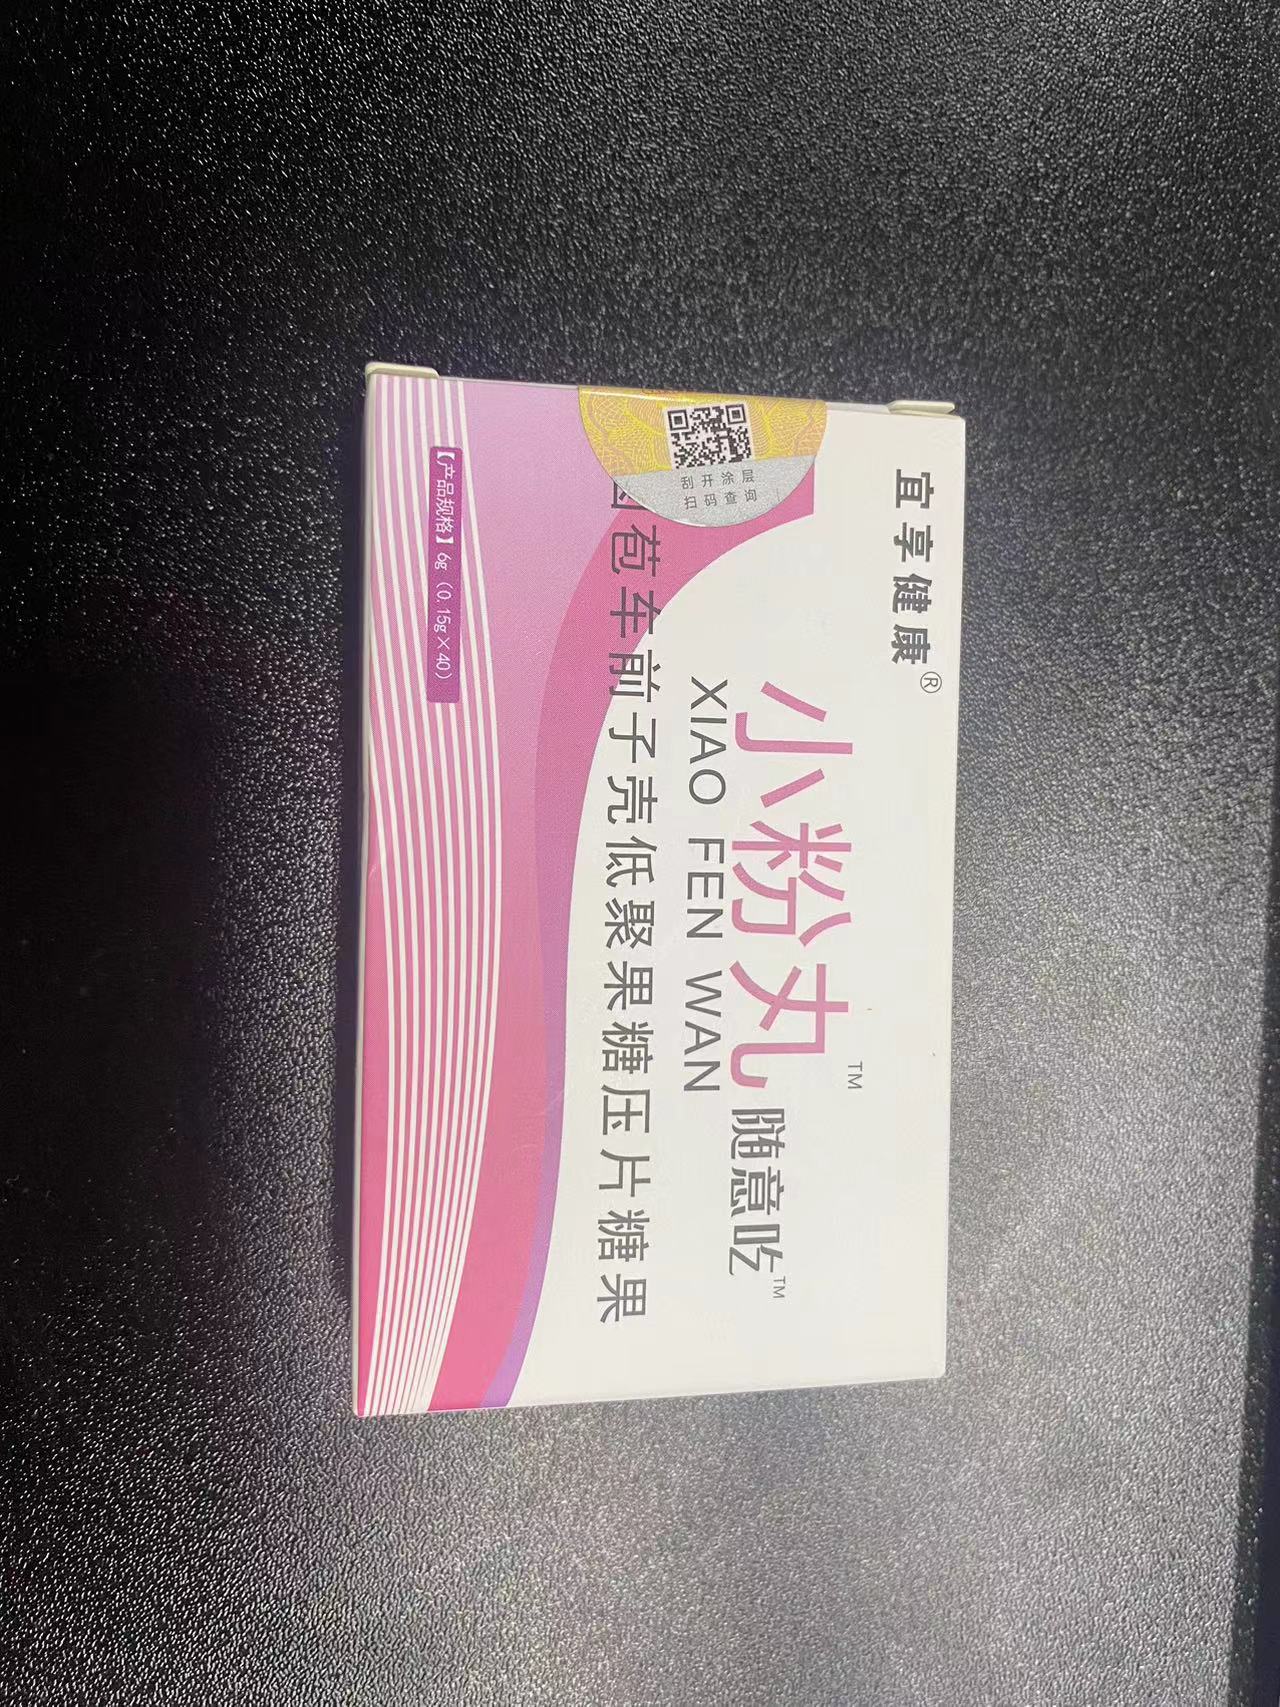 宜享健康®
小粉丸™
随意吃™
XIAO FEN WAN
苞车前子壳低聚果糖压片糖果
刮开涂层
扫码查询
【产品规格】6g（0.15g×40）